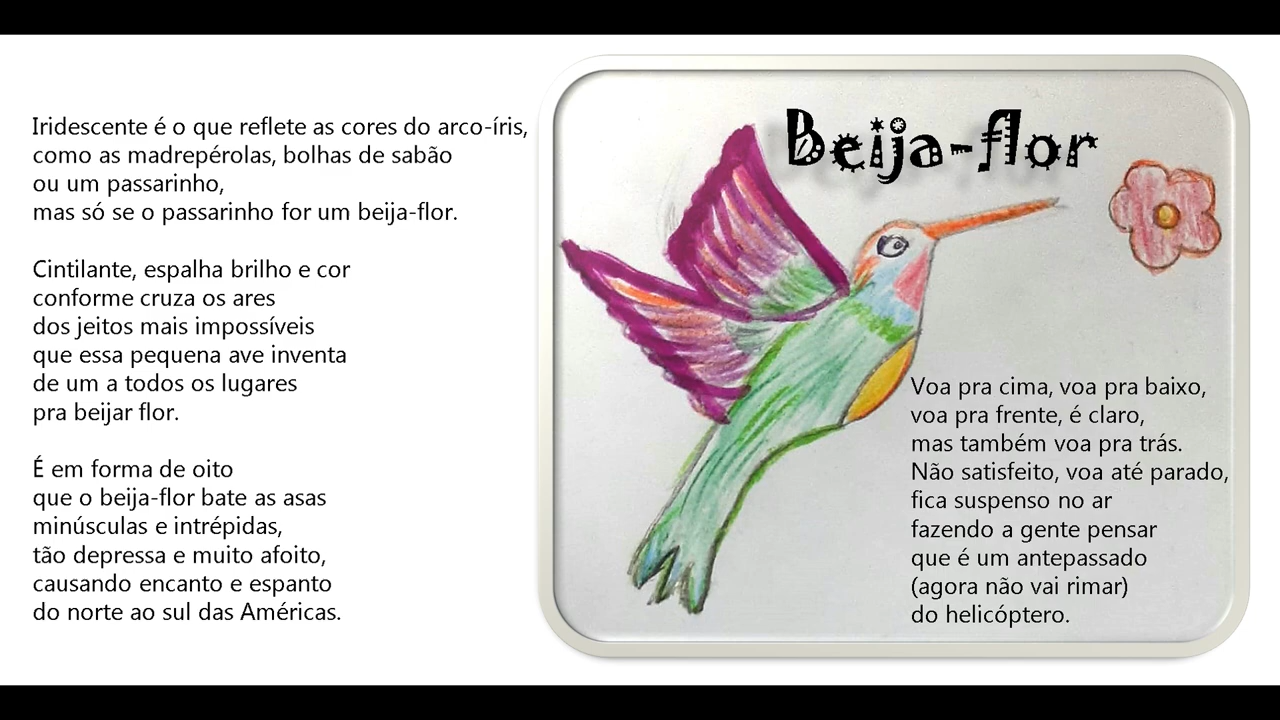 Beija-flor
Iridescente é o que reflete as cores do arco-íris,
como as madrepérolas, bolhas de sabão
ou um passarinho,
mas só se o passarinho for um beija-flor.
Cintilante, espalha brilho e cor
conforme cruza os ares
dos jeitos mais impossíveis
que essa pequena ave inventa
de um a todos os lugares
pra beijar flor.
É em forma de oito
que o beija-flor bate as asas
minúsculas e intrépidas,
tão depressa e muito afoito,
causando encanto e espanto
do norte ao sul das Américas.
Voa pra cima, voa pra baixo,
voa pra frente, é claro,
mas também voa pra trás.
Não satisfeito, voa até parado,
fica suspenso no ar
fazendo a gente pensar
que é um antepassado
(agora não vai rimar)
do helicóptero.